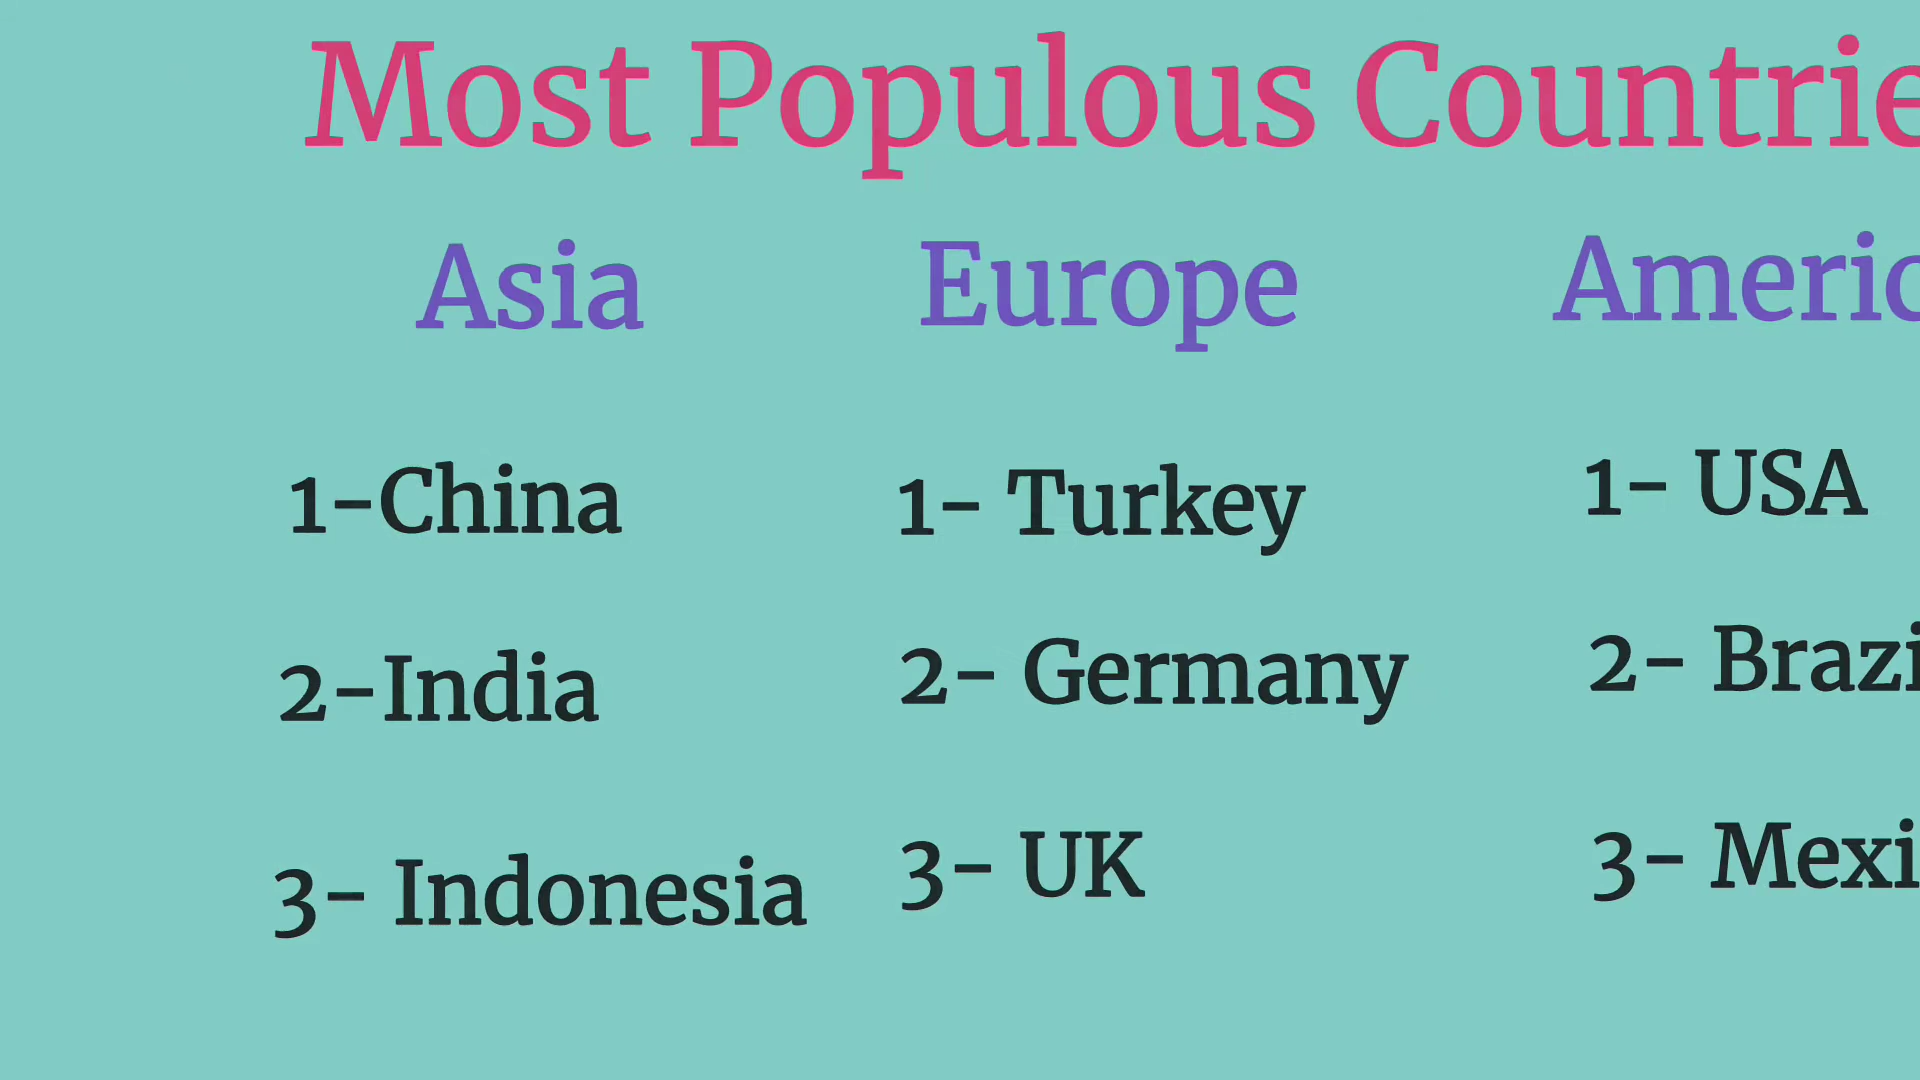 Most Populous Countrie
Asia
Europe
Americ
1-China
1- Turkey
1- USA
2-India
2- Germany
2- Brazi
3- Indonesia
3- UK
3- Mexi